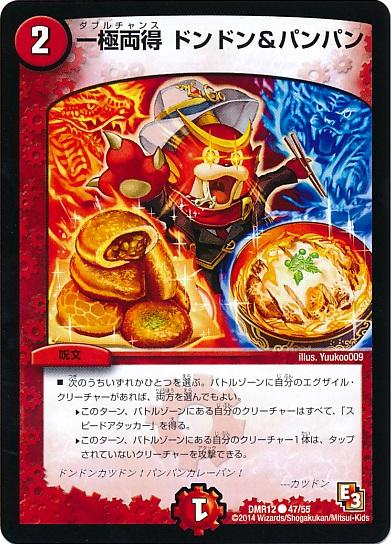 ダブルチャンス
2
一極両得 ドンドン&パンパン
呪文
illus. Yuukoo009
■ 次のうちいずれかひとつを選ぶ。バトルゾーンに自分のエグザイル・
クリーチャーがあれば、両方を選んでもよい。
▶このターン、バトルゾーンにある自分のクリーチャーはすべて、「ス
ピードアタッカー」を得る。
▶このターン、バトルゾーンにある自分のクリーチャー1体は、タップ
されていないクリーチャーを攻撃できる。
ドンドンカツドン!パンパンカレーパン!
---カツドン
1
DMR12 ● 47/55
©2014 Wizards/Shogakukan/Mitsui-Kids
E3